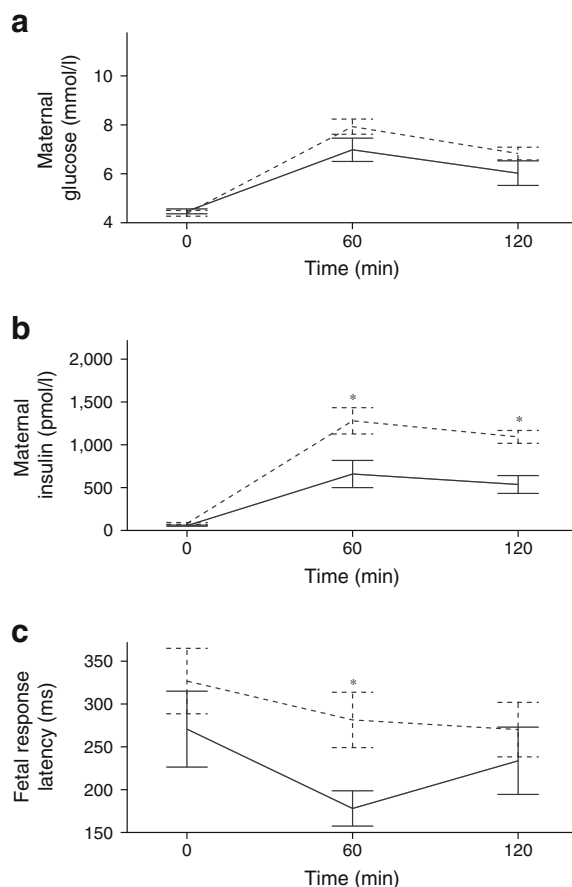 a
10
8
6
4
Maternal
glucose (mmol/l)
0 60 120
Time (min)
b
2,000
1,500
1,000
500
0
Maternal
insulin (pmol/l)
* *
0 60 120
Time (min)
c
350
300
250
200
150
Fetal response
latency (ms)
*
0 60 120
Time (min)